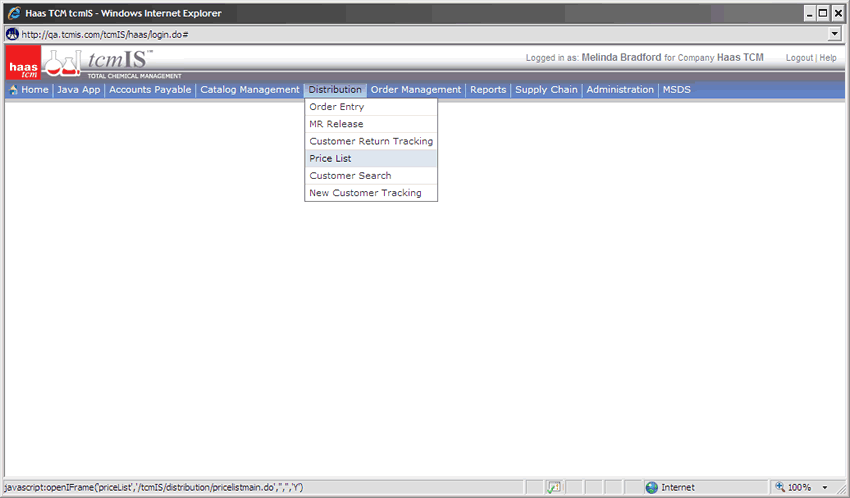 Haas TCM tcmIS - Windows Internet Explorer
http://qa.tcmis.com/tcmIS/haas/login.do#
haas tcm
tcmIS™
TOTAL CHEMICAL MANAGEMENT
Logged in as: Melinda Bradford for Company Haas TCM Logout | Help
Home | Java App | Accounts Payable | Catalog Management | Distribution | Order Management | Reports | Supply Chain | Administration | MSDS
Order Entry
MR Release
Customer Return Tracking
Price List
Customer Search
New Customer Tracking
javascript:openIFrame('priceList','/tcmIS/distribution/pricelistmain.do','','','Y') Internet 100%